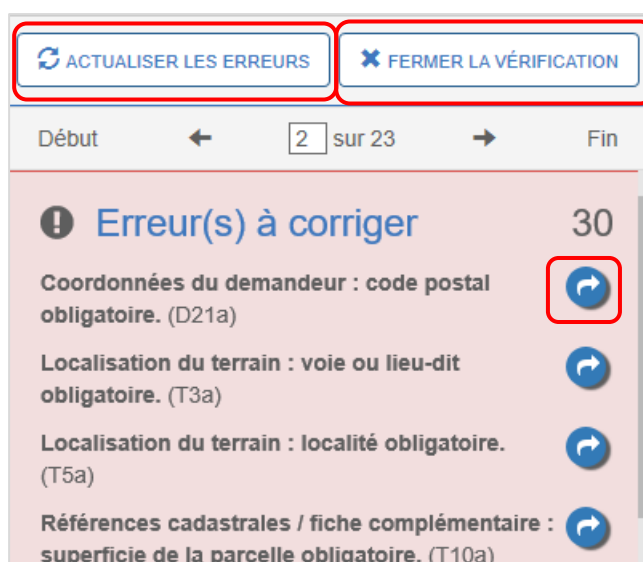 ACTUALISER LES ERREURS FERMER LA VÉRIFICATION
Début 2 sur 23 Fin
Erreur(s) à corriger 30
Coordonnées du demandeur : code postal
obligatoire. (D21a)
Localisation du terrain : voie ou lieu-dit
obligatoire. (T3a)
Localisation du terrain : localité obligatoire.
(T5a)
Références cadastrales / fiche complémentaire :
superficie de la parcelle obligatoire. (T10a)